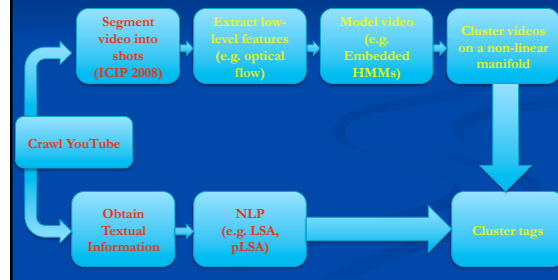 Segment
video into
shots
(ICIP 2008)
Extract low-
level features
(e.g. optical
flow)
Model video
(e.g.
Embedded
HMMs)
Cluster videos
on a non-linear
manifold
Crawl YouTube
Obtain
Textual
Information
NLP
(e.g. LSA,
pLSA)
Cluster tags